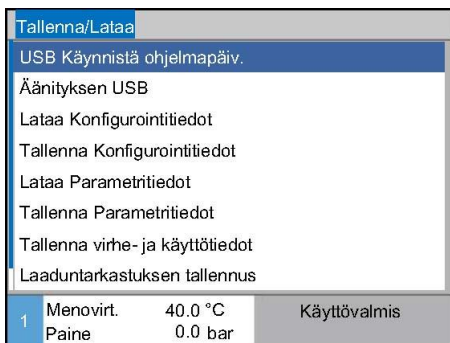 Tallenna/Lataa
USB Käynnistä ohjelmapäiv.
Äänityksen USB
Lataa Konfigurointitiedot
Tallenna Konfigurointitiedot
Lataa Parametritiedot
Tallenna Parametritiedot
Tallenna virhe- ja käyttötiedot
Laaduntarkastuksen tallennus
1 Menovirt. 40.0 °C Käyttövalmis
Paine 0.0 bar